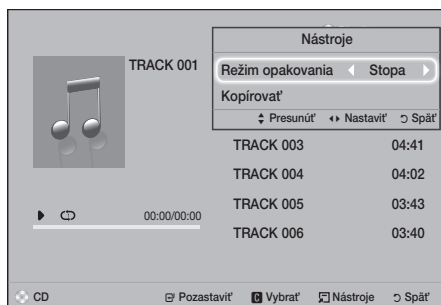 Nástroje
TRACK 001
Režim opakovania Stopa
Kopírovať
Presunúť Nastaviť Späť
TRACK 003 04:41
TRACK 004 04:02
TRACK 005 03:43
00:00/00:00
TRACK 006 03:40
CD Pozastaviť C Vybrať Nástroje Späť